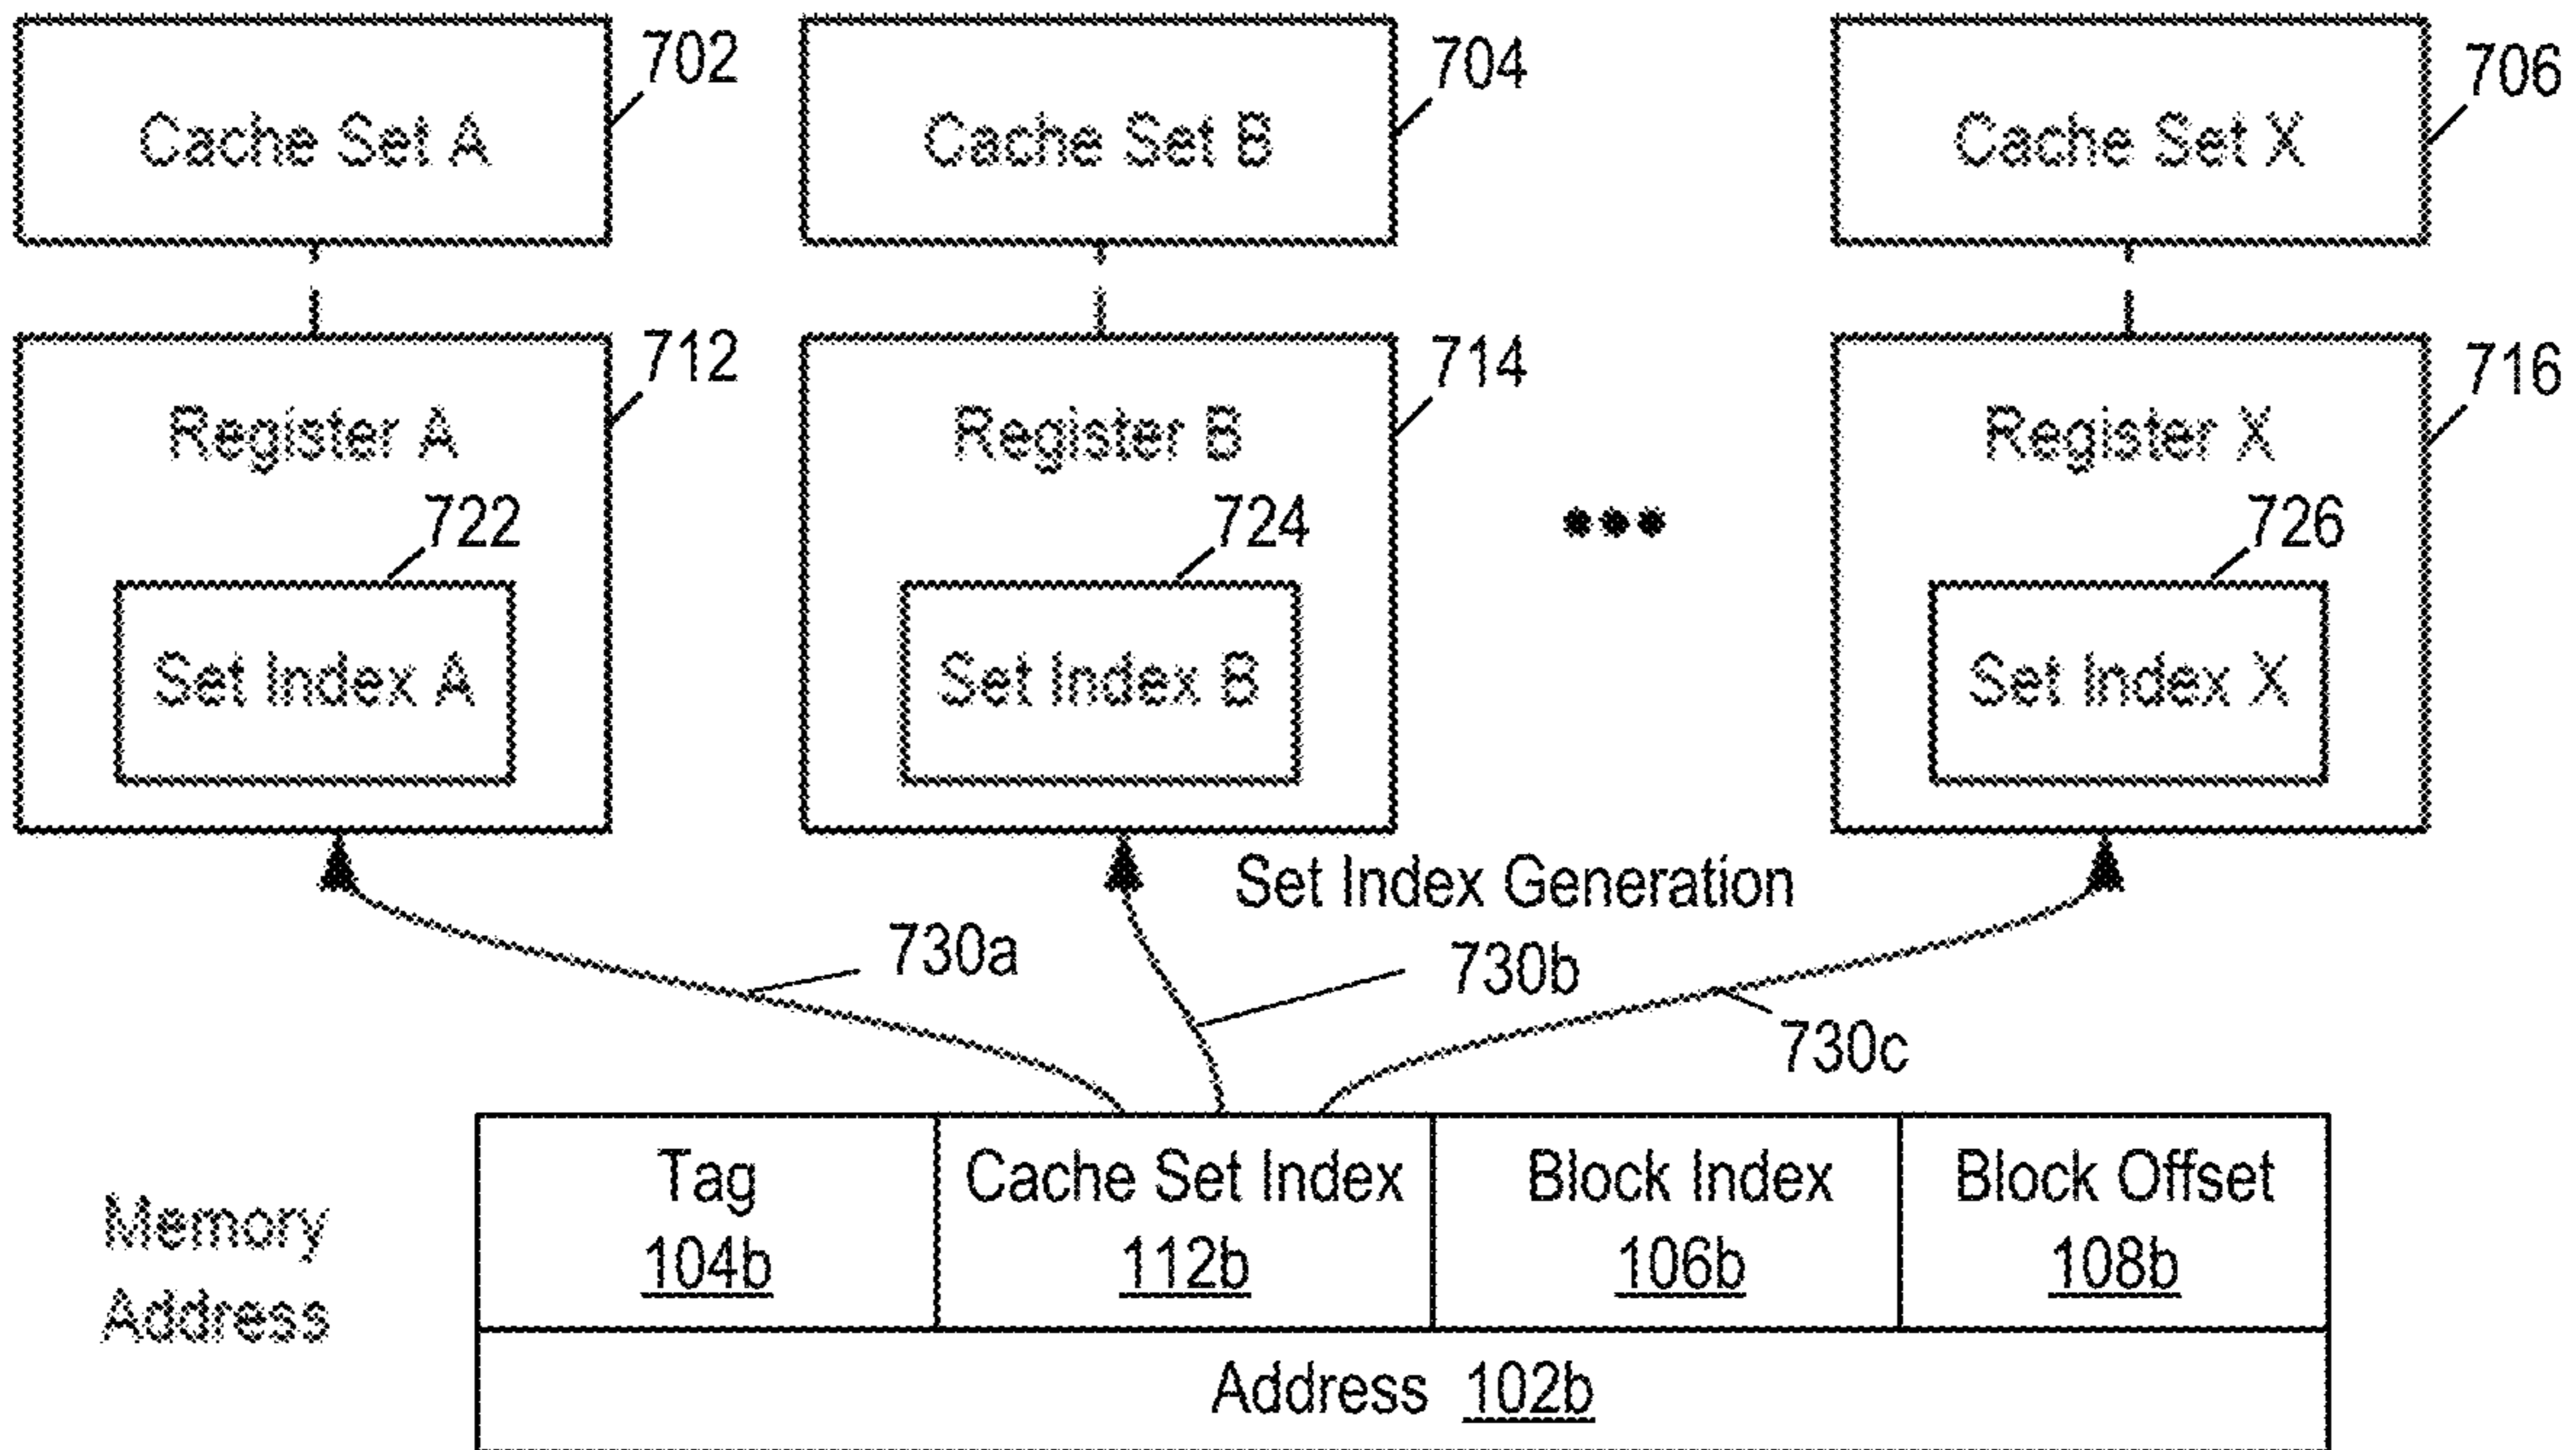 702
704
706
Cache Set A
Cache Set B
Cache Set X
712
714
716
Register A
Register B
Register X
722
724
726
Set Index A
Set Index B
Set Index X
Set Index Generation
730a
730b
730c
Memory
Address
Tag
104b
Cache Set Index
112b
Block Index
106b
Block Offset
108b
Address 102b